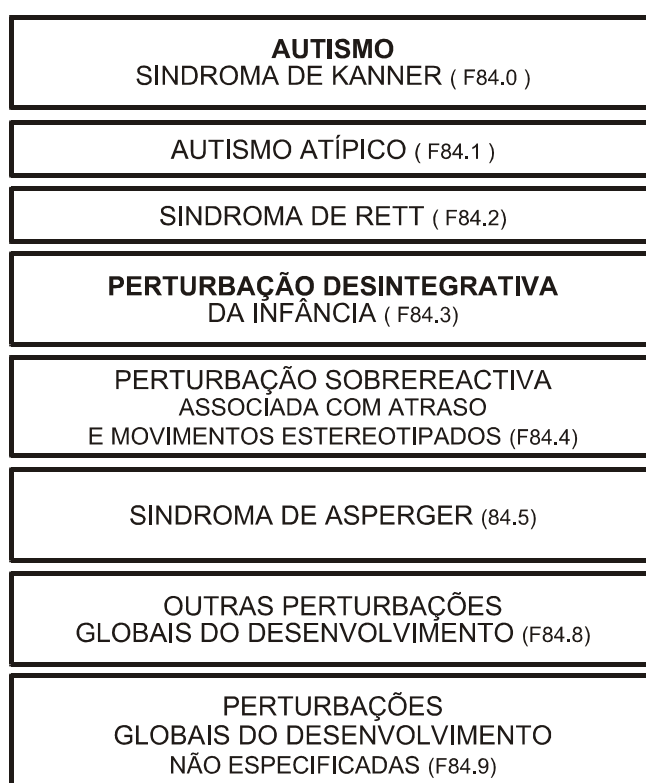 AUTISMO
SINDROMA DE KANNER ( F84.0 )
AUTISMO ATÍPICO ( F84.1 )
SINDROMA DE RETT ( F84.2)
PERTURBAÇÃO DESINTEGRATIVA
DA INFÂNCIA ( F84.3)
PERTURBAÇÃO SOBREREACTIVA
ASSOCIADA COM ATRASO
E MOVIMENTOS ESTEREOTIPADOS (F84.4)
SINDROMA DE ASPERGER (84.5)
OUTRAS PERTURBAÇÕES
GLOBAIS DO DESENVOLVIMENTO (F84.8)
PERTURBAÇÕES
GLOBAIS DO DESENVOLVIMENTO
NÃO ESPECIFICADAS (F84.9)